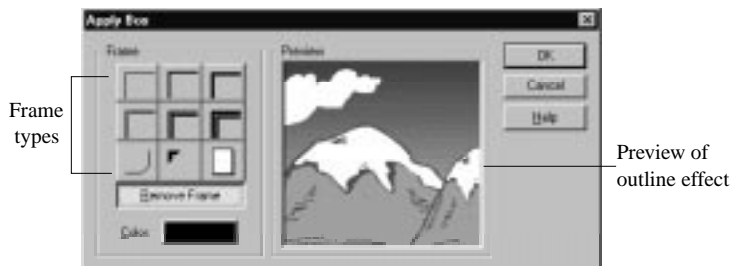 Apply Box
Frame
Preview
OK
Cancel
Help
Remove Frame
Color
Frame
types
Preview of
outline effect